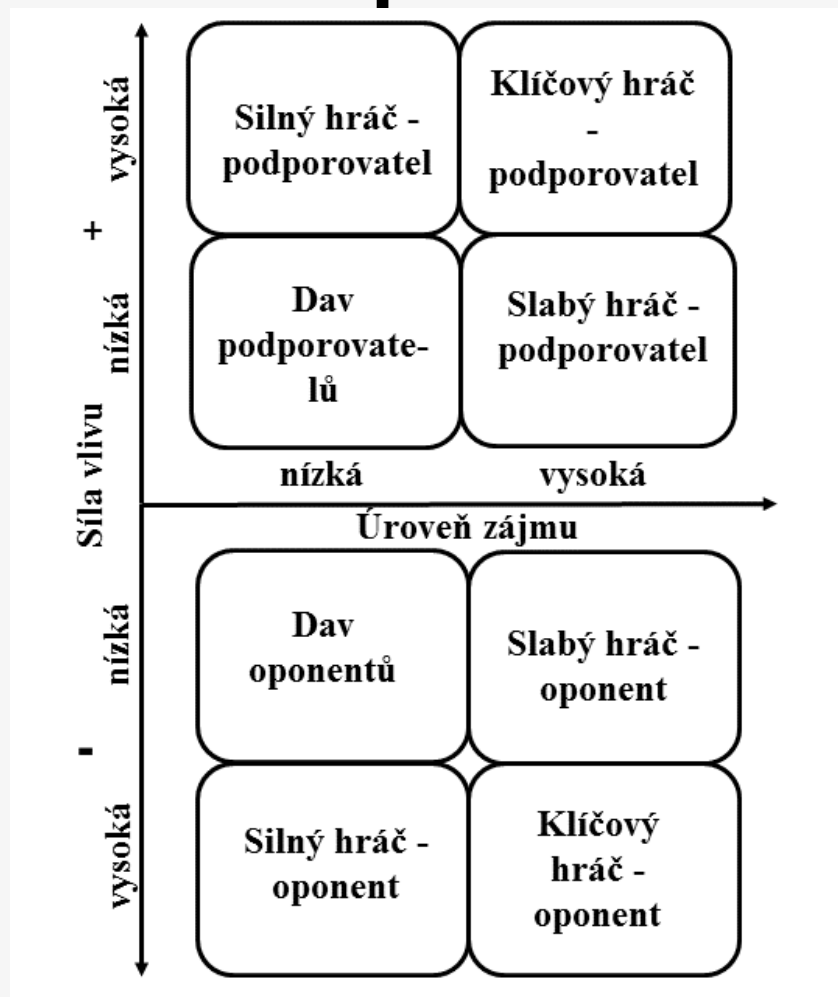 vysoká
Silný hráč -
podporovatel
Klíčový hráč
-
podporovatel
+
nízká
Dav
podporovate-
lů
Slabý hráč -
podporovatel
Síla vlivu
nízká
vysoká
Úroveň zájmu
nízká
Dav
oponentů
Slabý hráč -
oponent
-
vysoká
Silný hráč -
oponent
Klíčový
hráč -
oponent